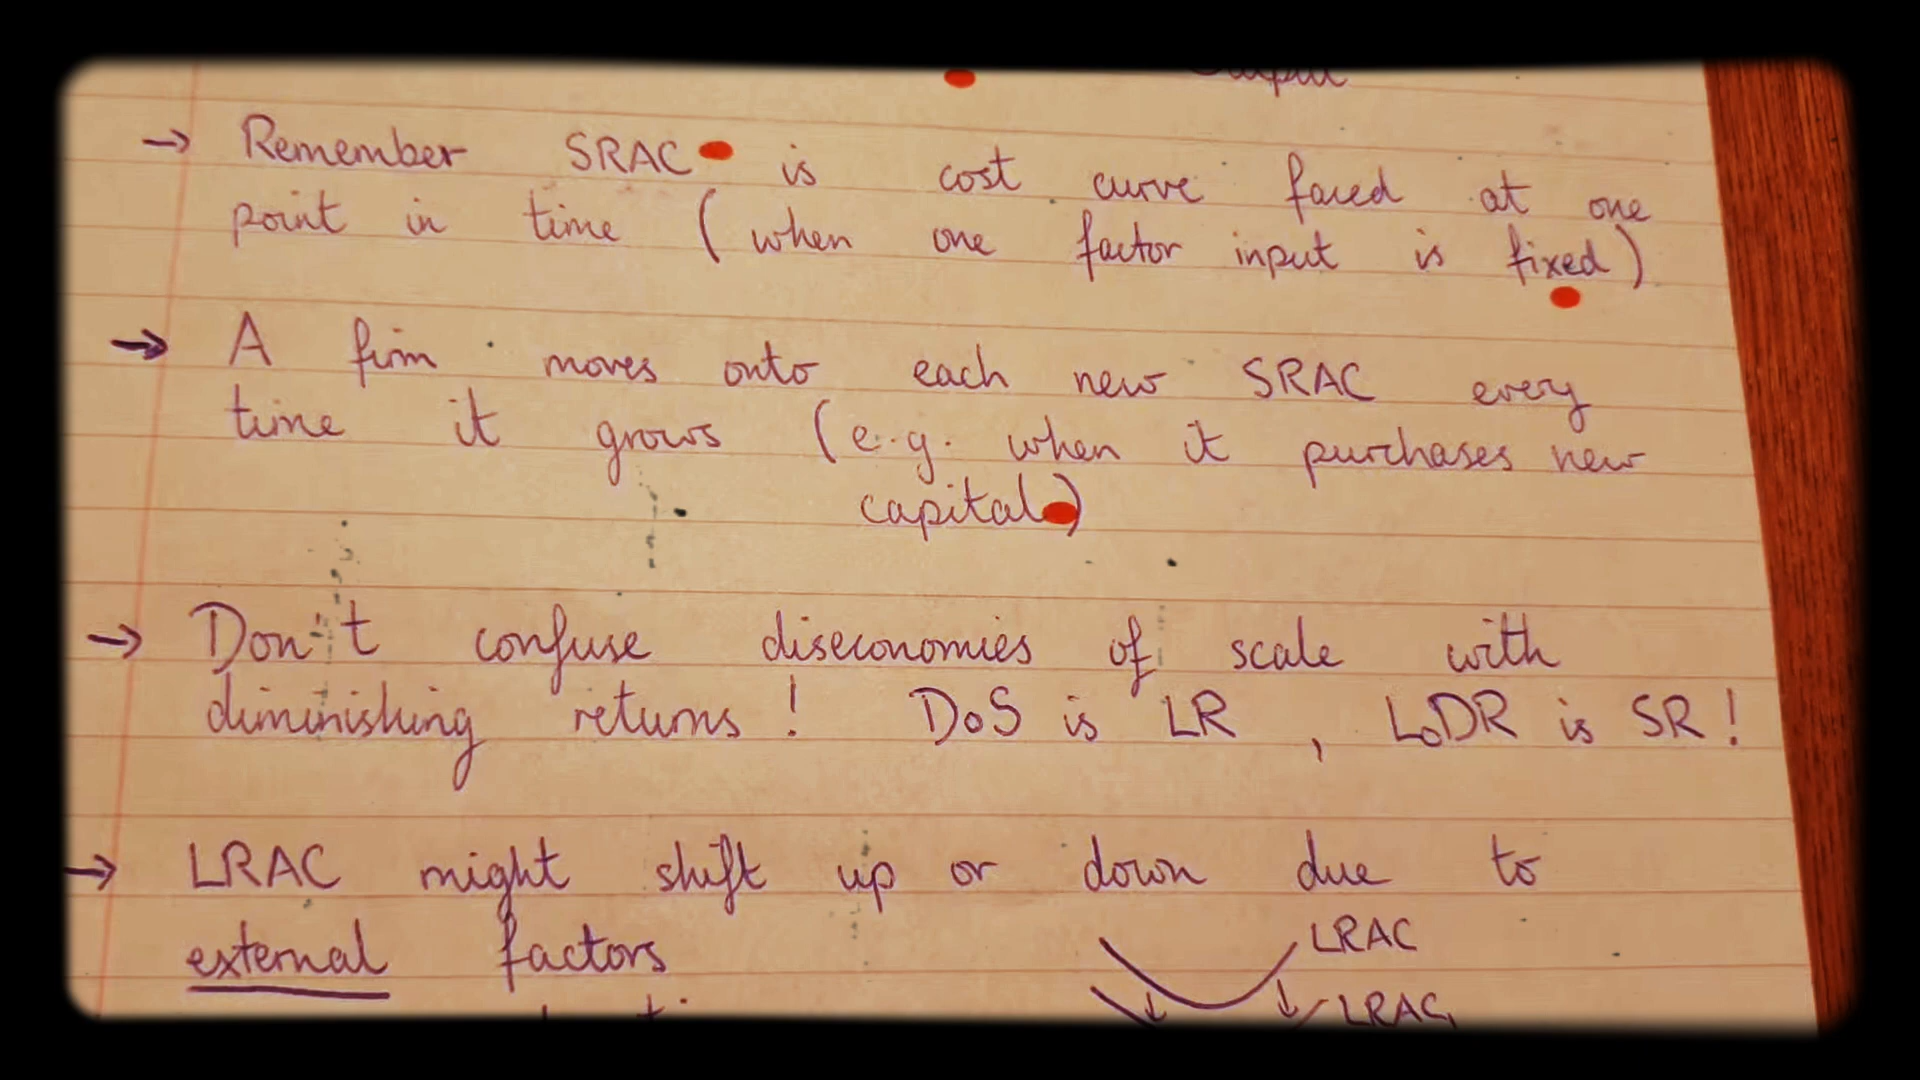 Output
→ Remember SRAC is cost curve faced at one
point in time (when one factor input is fixed)
→ A firm moves onto each new SRAC every
time it grows (e.g. when it purchases new
capital)
→ Don't confuse diseconomies of scale with
diminishing returns! DoS is LR, LoDR is SR!
→ LRAC might shift up or down due to
external factors
LRAC
LRAC₁